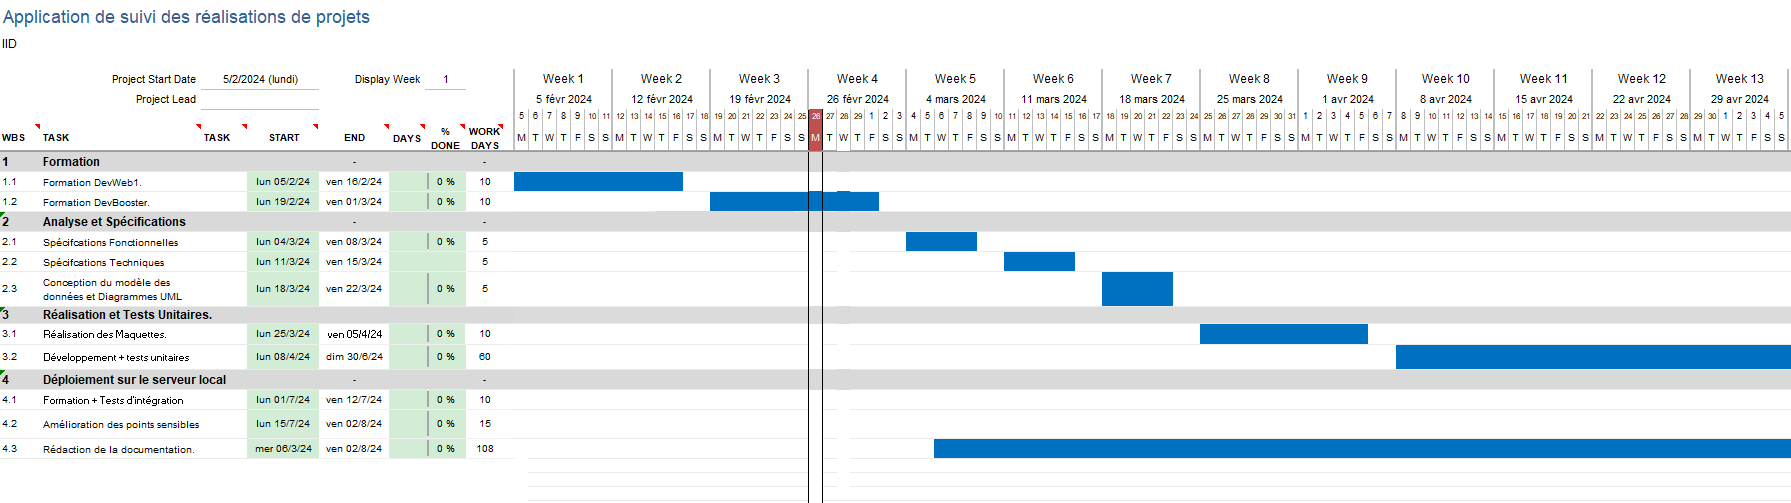 Application de suivi des réalisations de projets
IID
Project Start Date 5/2/2024 (lundi) Display Week 1 Week 1 Week 2 Week 3 Week 4 Week 5 Week 6 Week 7 Week 8 Week 9 Week 10 Week 11 Week 12 Week 13
Project Lead 5 févr 2024 12 févr 2024 19 févr 2024 26 févr 2024 4 mars 2024 11 mars 2024 18 mars 2024 25 mars 2024 1 avr 2024 8 avr 2024 15 avr 2024 22 avr 2024 29 avr 2024
5 6 7 8 9 10 11 12 13 14 15 16 17 18 19 20 21 22 23 24 25 26 27 28 29 1 2 3 4 5 6 7 8 9 10 11 12 13 14 15 16 17 18 19 20 21 22 23 24 25 26 27 28 29 30 31 1 2 3 4 5 6 7 8 9 10 11 12 13 14 15 16 17 18 19 20 21 22 23 24 25 26 27 28 29 30 1 2 3 4 5
WBS TASK TASK START END DAYS % DONE WORK DAYS M T W T F S S M T W T F S S M T W T F S S M T W T F S S M T W T F S S M T W T F S S M T W T F S S M T W T F S S M T W T F S S M T W T F S S M T W T F S S M T W T F S S M T W T F S S
1 Formation - -
1.1 Formation DevWeb1. lun 05/2/24 ven 16/2/24 0 % 10
1.2 Formation DevBooster. lun 19/2/24 ven 01/3/24 0 % 10
2 Analyse et Spécifications - -
2.1 Spécifcations Fonctionnelles lun 04/3/24 ven 08/3/24 0 % 5
2.2 Spécifcations Techniques lun 11/3/24 ven 15/3/24 5
2.3 Conception du modèle des données et Diagrammes UML lun 18/3/24 ven 22/3/24 0 % 5
3 Réalisation et Tests Unitaires.
3.1 Réalisation des Maquettes. lun 25/3/24 ven 05/4/24 0 % 10
3.2 Développement + tests unitaires lun 08/4/24 dim 30/6/24 0 % 60
4 Déploiement sur le serveur local - -
4.1 Formation + Tests d'intégration lun 01/7/24 ven 12/7/24 0 % 10
4.2 Amélioration des points sensibles lun 15/7/24 ven 02/8/24 0 % 15
4.3 Rédaction de la documentation. mer 06/3/24 ven 02/8/24 0 % 108